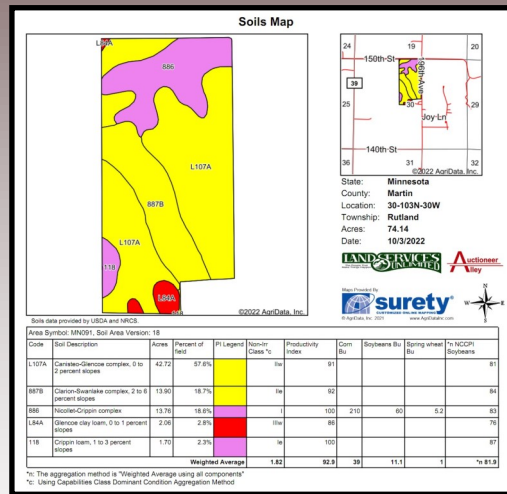 Soils Map
L84A
886
L107A
887B
L107A
118
L84A
Soils data provided by USDA and NRCS.
©2022 AgriData, Inc.
24
19
20
150th St
196th Ave
39
25
30
29
Joy Ln
140th St
36
31
32
©2022 AgriData, Inc.
State: Minnesota
County: Martin
Location: 30-103N-30W
Township: Rutland
Acres: 74.14
Date: 10/3/2022
LAND SERVICES UNLIMITED
Auctioneer Alley
Maps Provided By
surety®
CUSTOMIZED ONLINE MAPPING
© AgriData, Inc. 2021 www.AgriDataInc.com
N
W E
S
Area Symbol: MN091, Soil Area Version: 18
Code Soil Description Acres Percent of field PI Legend Non-Irr Class *c Productivity Index Corn Bu Soybeans Bu Spring wheat Bu *n NCCPI Soybeans
L107A Canisteo-Glencoe complex, 0 to 2 percent slopes 42.72 57.6% IIw 91 81
887B Clarion-Swanlake complex, 2 to 6 percent slopes 13.90 18.7% IIe 92 84
886 Nicollet-Crippin complex 13.76 18.6% I 100 210 60 5.2 83
L84A Glencoe clay loam, 0 to 1 percent slopes 2.06 2.8% IIIw 86 76
118 Crippin loam, 1 to 3 percent slopes 1.70 2.3% Ie 100 87
Weighted Average 1.82 92.9 39 11.1 1 *n 81.9
*n: The aggregation method is "Weighted Average using all components"
*c: Using Capabilities Class Dominant Condition Aggregation Method